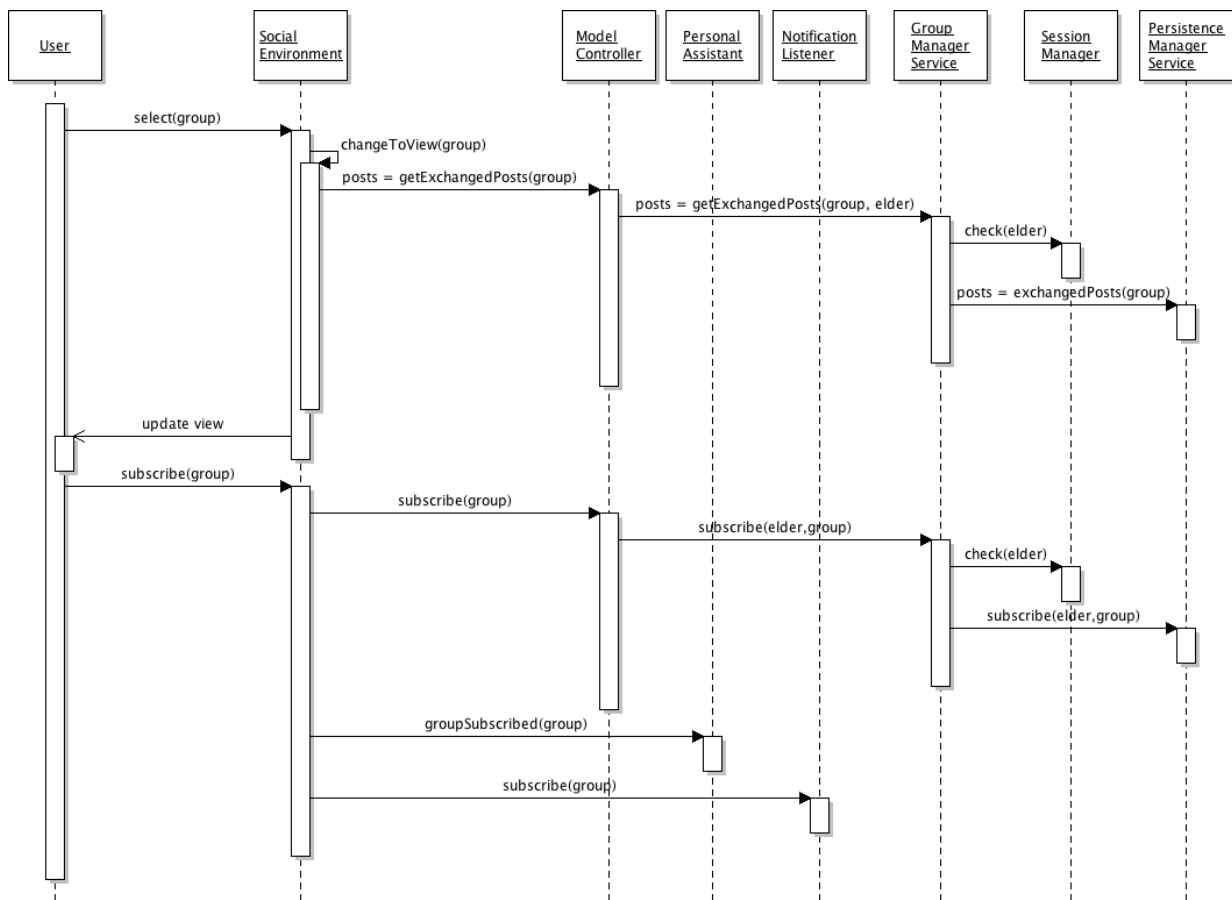 User
Social
Environment
Model
Controller
Personal
Assistant
Notification
Listener
Group
Manager
Service
Session
Manager
Persistence
Manager
Service
select(group)
changeToView(group)
posts = getExchangedPosts(group)
posts = getExchangedPosts(group, elder)
check(elder)
posts = exchangedPosts(group)
update view
subscribe(group)
subscribe(group)
subscribe(elder,group)
check(elder)
subscribe(elder,group)
groupSubscribed(group)
subscribe(group)